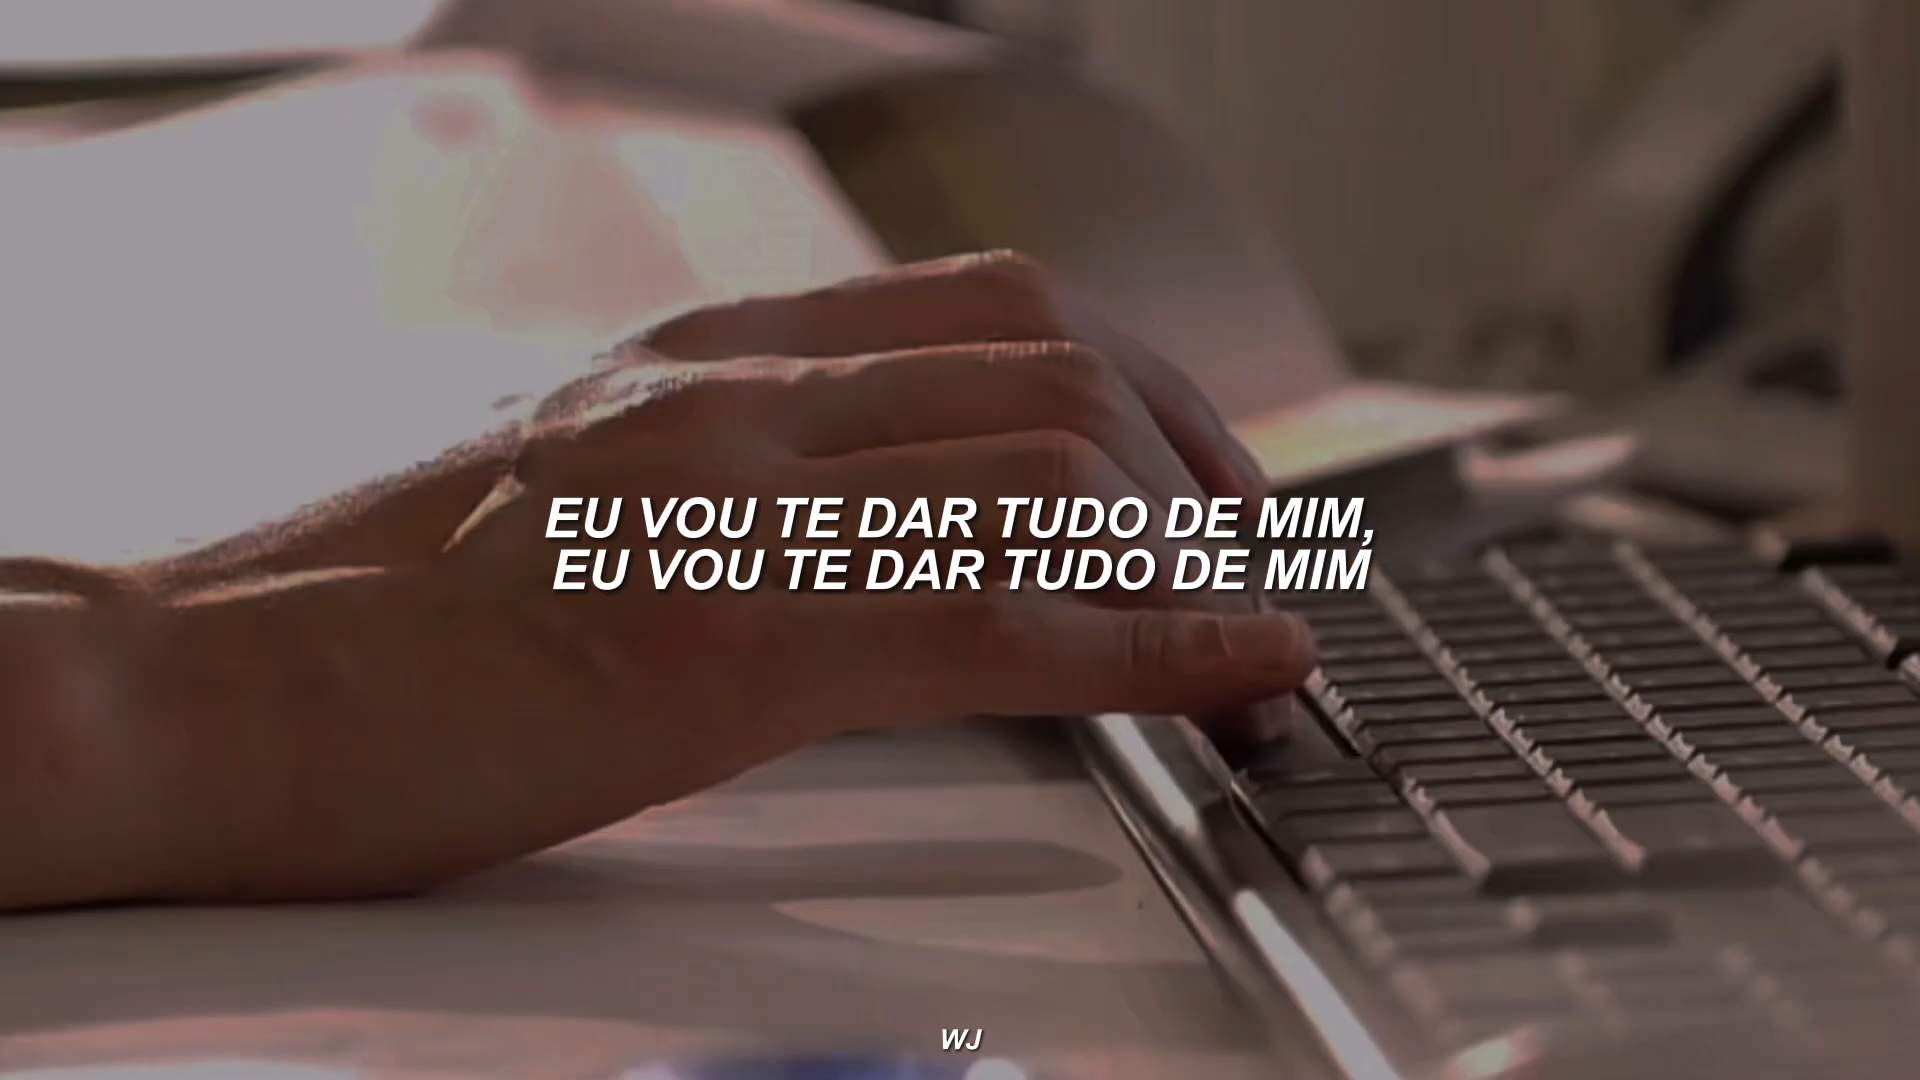 EU VOU TE DAR TUDO DE MIM,
EU VOU TE DAR TUDO DE MIM
WJ